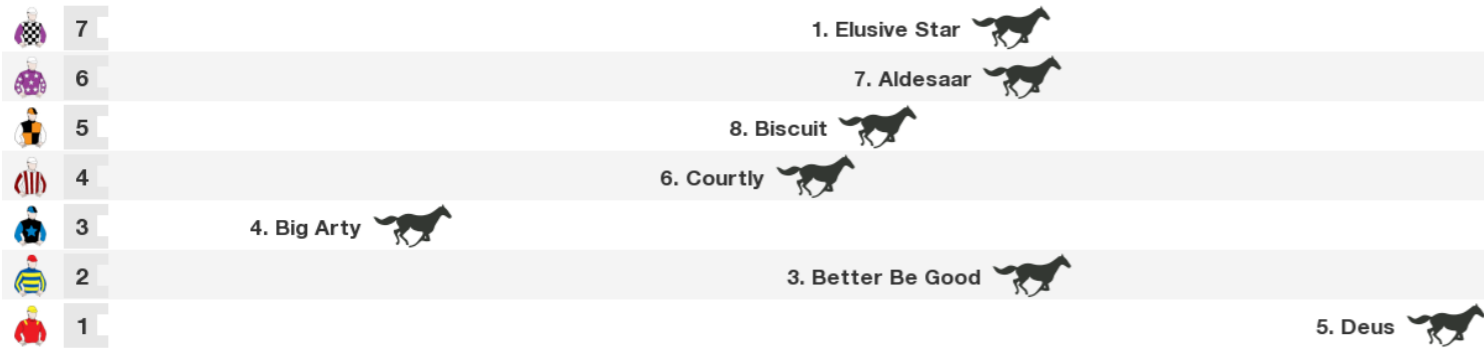 7 1. Elusive Star
6 7. Aldesaar
5 8. Biscuit
4 6. Courtly
3 4. Big Arty
2 3. Better Be Good
1 5. Deus